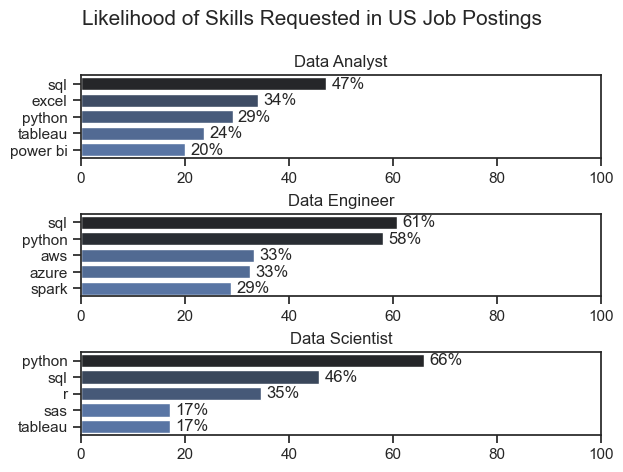 Likelihood of Skills Requested in US Job Postings
Data Analyst
sql 47%
excel 34%
python 29%
tableau 24%
power bi 20%
0 20 40 60 80 100
Data Engineer
sql 61%
python 58%
aws 33%
azure 33%
spark 29%
0 20 40 60 80 100
Data Scientist
python 66%
sql 46%
r 35%
sas 17%
tableau 17%
0 20 40 60 80 100